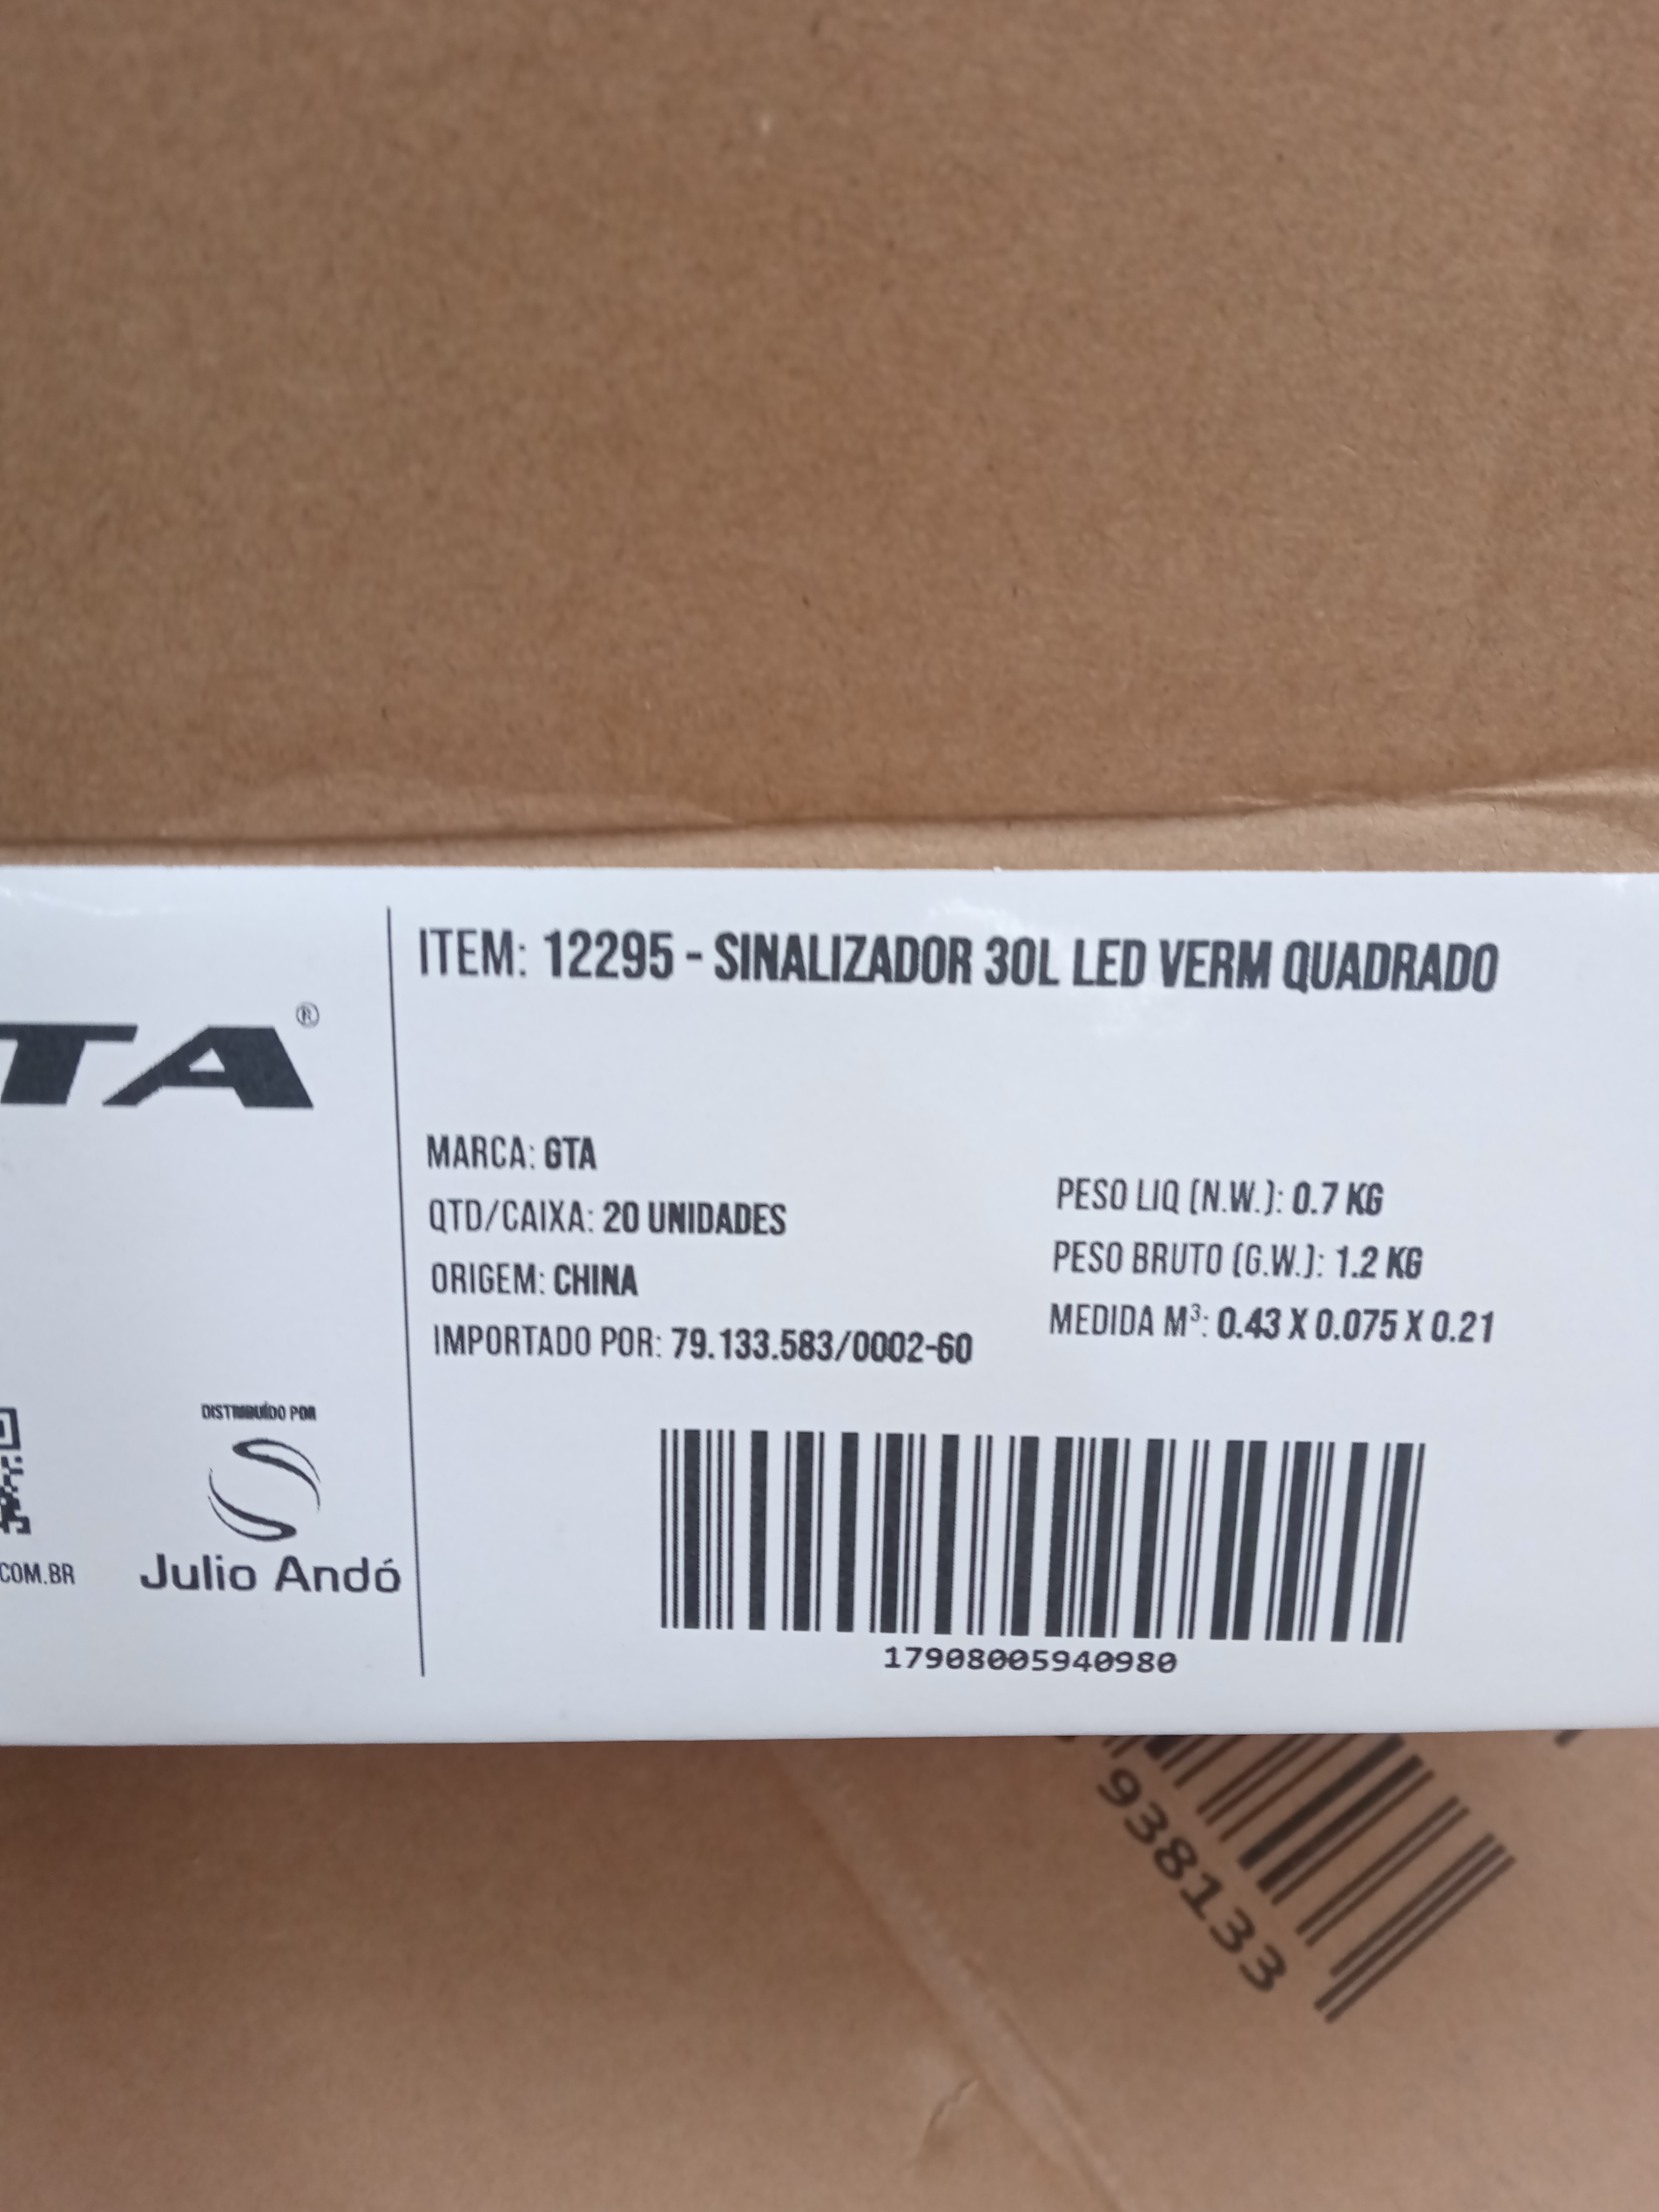 TA®
ITEM: 12295 - SINALIZADOR 30L LED VERM QUADRADO
MARCA: GTA
QTD/CAIXA: 20 UNIDADES
ORIGEM: CHINA
IMPORTADO POR: 79.133.583/0002-60
PESO LIQ (N.W.): 0.7 KG
PESO BRUTO (G.W.): 1.2 KG
MEDIDA M³: 0.43 X 0.075 X 0.21
DISTRIBUÍDO POR
Julio Andó
COM.BR
17908005940980
938133